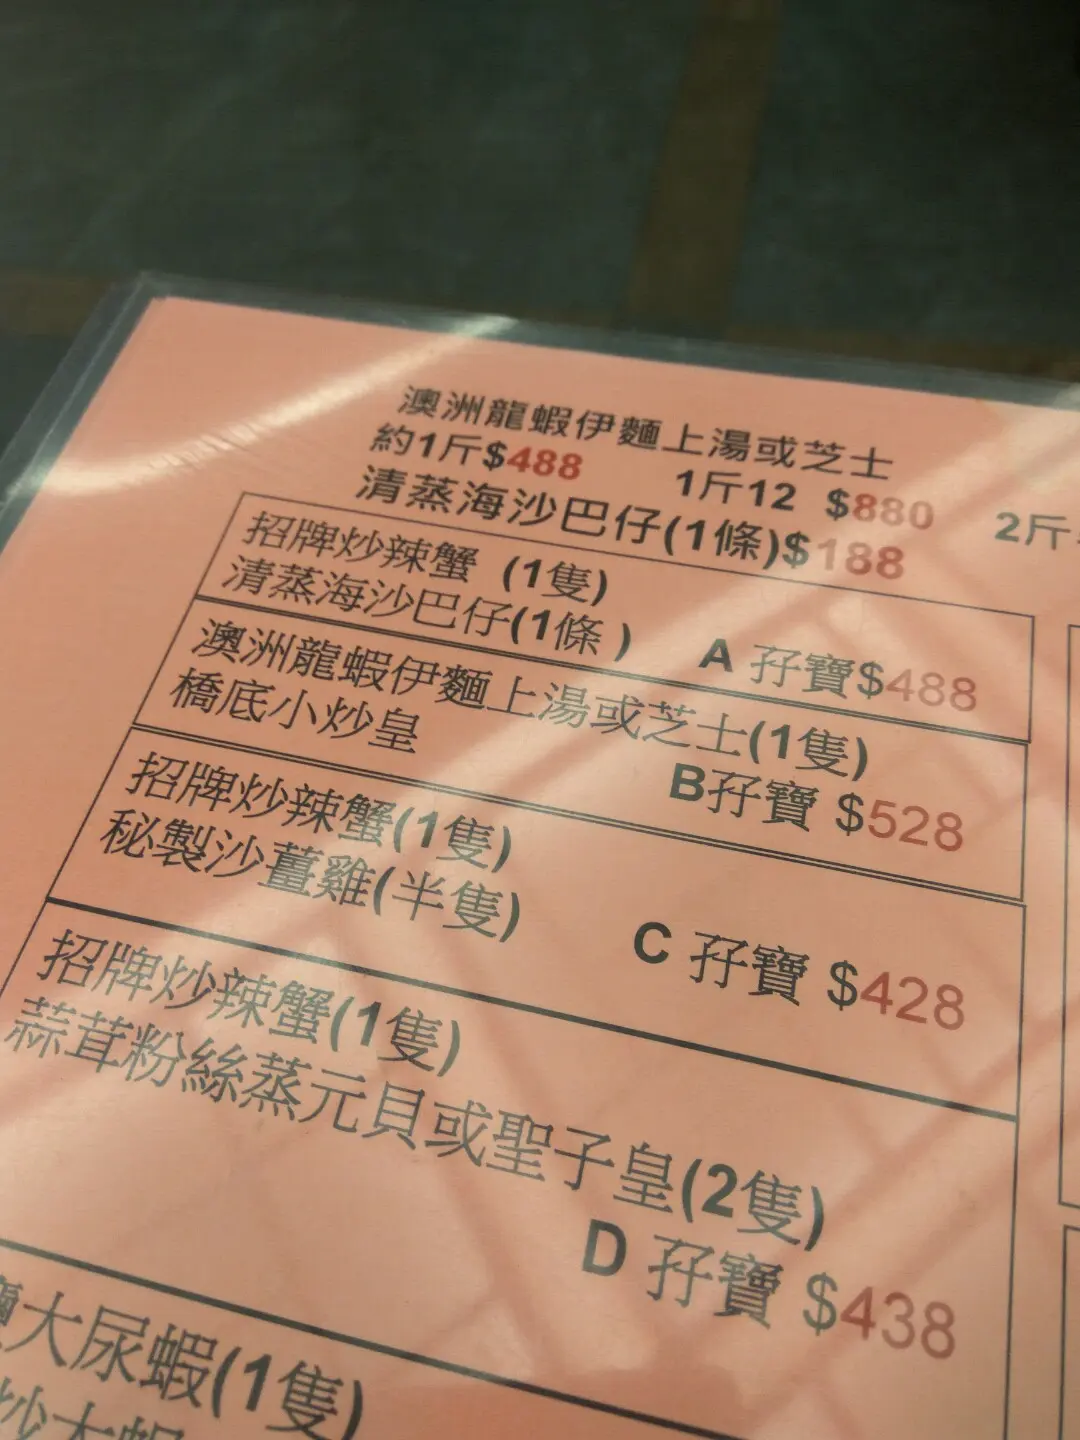 澳洲龍蝦伊麵上湯或芝士
約1斤$488 1斤12 $880 2斤
清蒸海沙巴仔(1條)$188
招牌炒辣蟹 (1隻)
清蒸海沙巴仔(1條)
A 孖寶$488
澳洲龍蝦伊麵上湯或芝士(1隻)
橋底小炒皇
B孖寶 $528
招牌炒辣蟹(1隻)
秘製沙薑雞(半隻)
C 孖寶 $428
招牌炒辣蟹(1隻)
蒜茸粉絲蒸元貝或聖子皇(2隻)
D 孖寶 $438
大尿蝦(1隻)